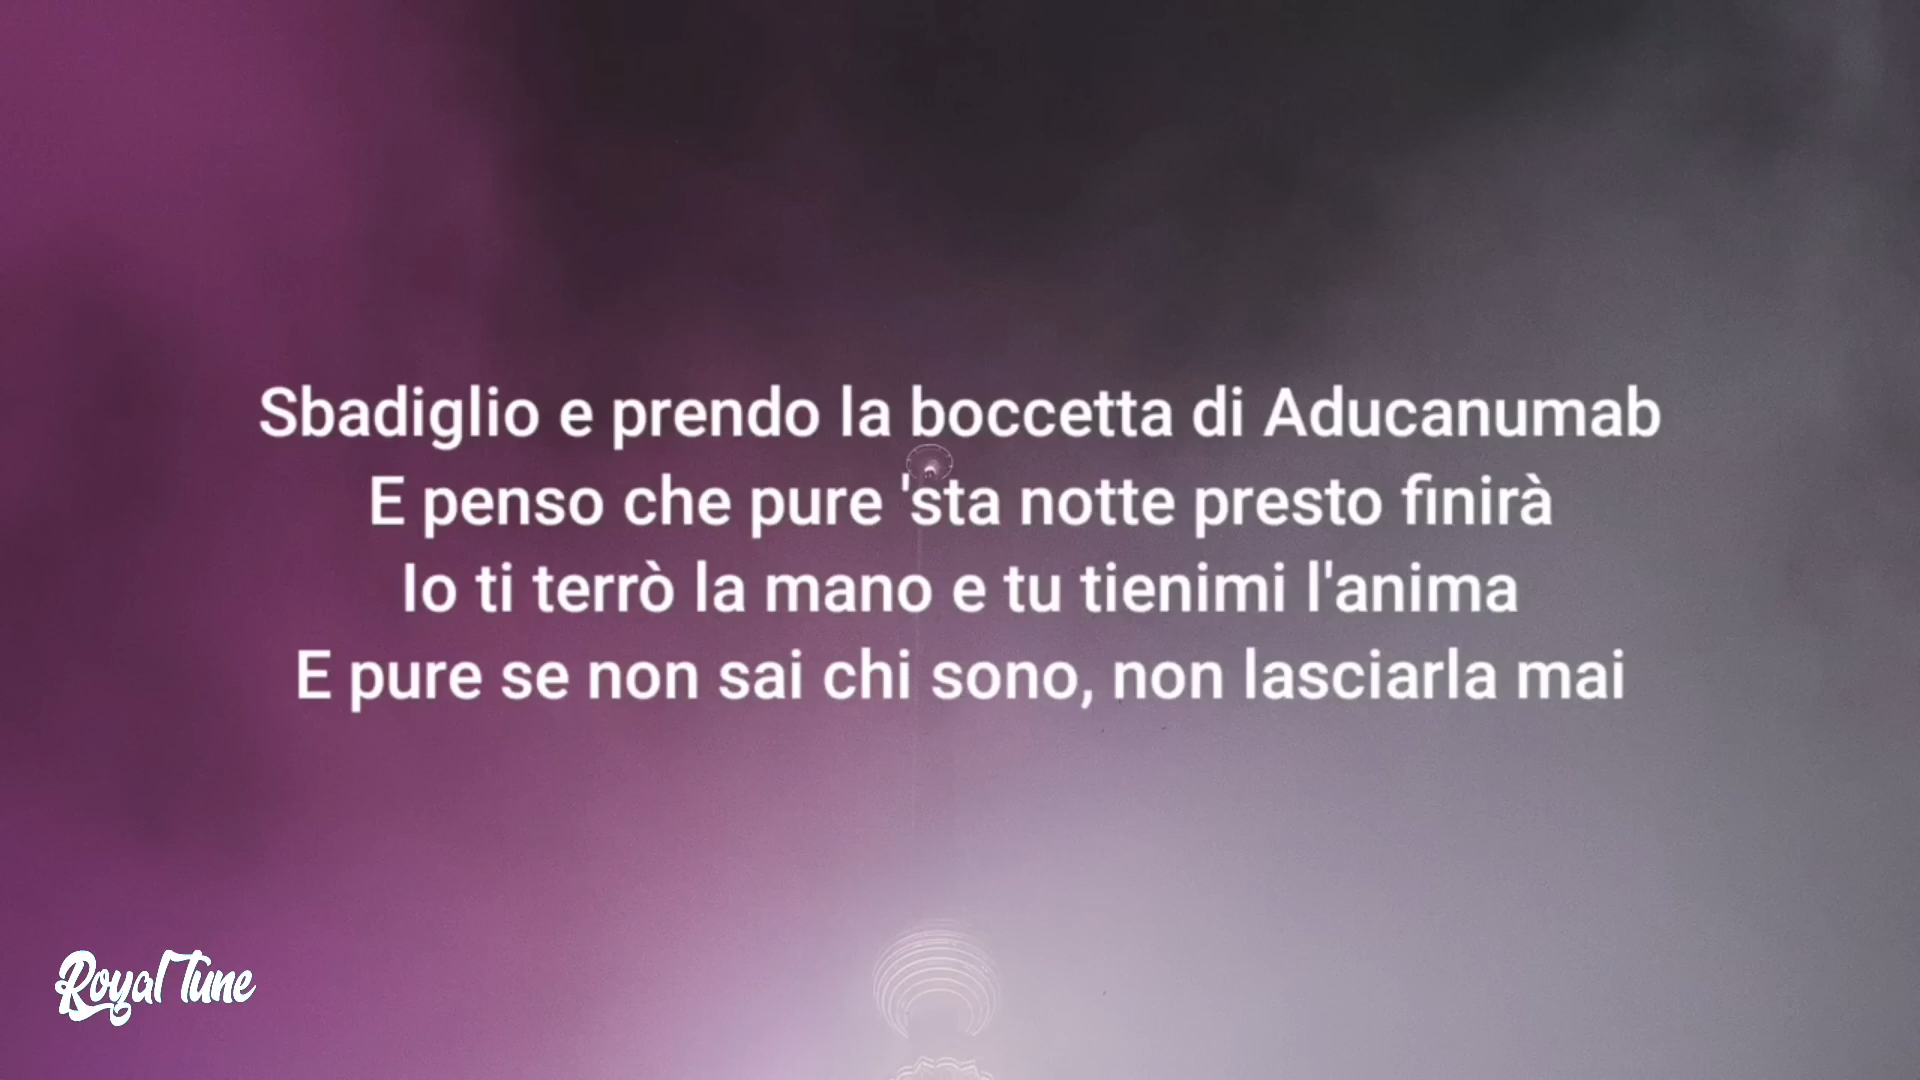 Sbadiglio e prendo la boccetta di Aducanumab
E penso che pure 'sta notte presto finirà
Io ti terrò la mano e tu tienimi l'anima
E pure se non sai chi sono, non lasciarla mai
Royal Tune